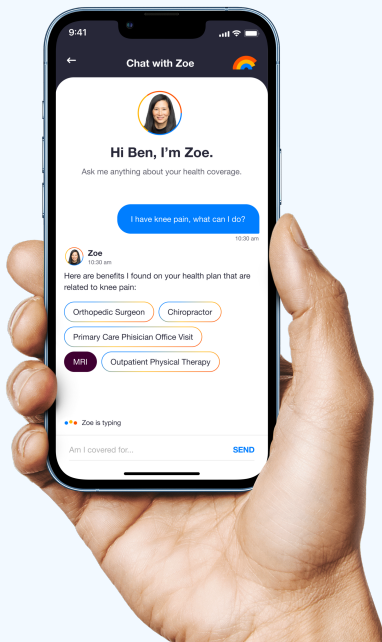 9:41
Chat with Zoe
Hi Ben, I'm Zoe.
Ask me anything about your health coverage.
I have knee pain, what can I do?
10:30 am
Zoe
10:30 am
Here are benefits I found on your health plan that are
related to knee pain:
Orthopedic Surgeon
Chiropractor
Primary Care Phisician Office Visit
MRI
Outpatient Physical Therapy
Zoe is typing
Am I covered for...
SEND